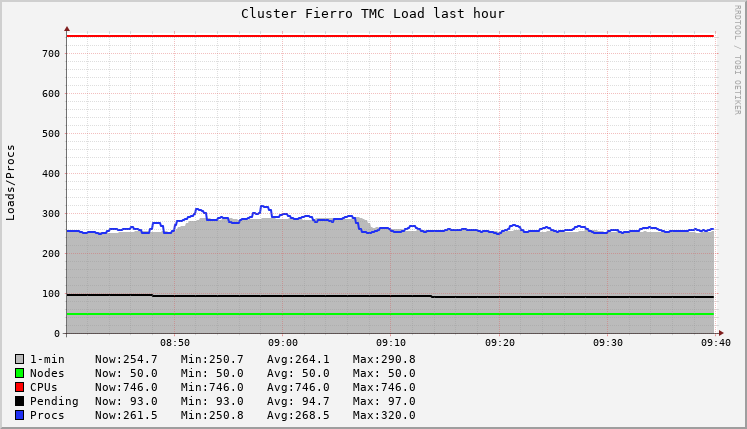 Cluster Fierro TMC Load last hour
RRDTOOL / TOBI OETIKER
Loads/Procs
700
600
500
400
300
200
100
0
08:50 09:00 09:10 09:20 09:30 09:40
1-min Now:254.7 Min:250.7 Avg:264.1 Max:290.8
Nodes Now: 50.0 Min: 50.0 Avg: 50.0 Max: 50.0
CPUs Now:746.0 Min:746.0 Avg:746.0 Max:746.0
Pending Now: 93.0 Min: 93.0 Avg: 94.7 Max: 97.0
Procs Now:261.5 Min:250.8 Avg:268.5 Max:320.0